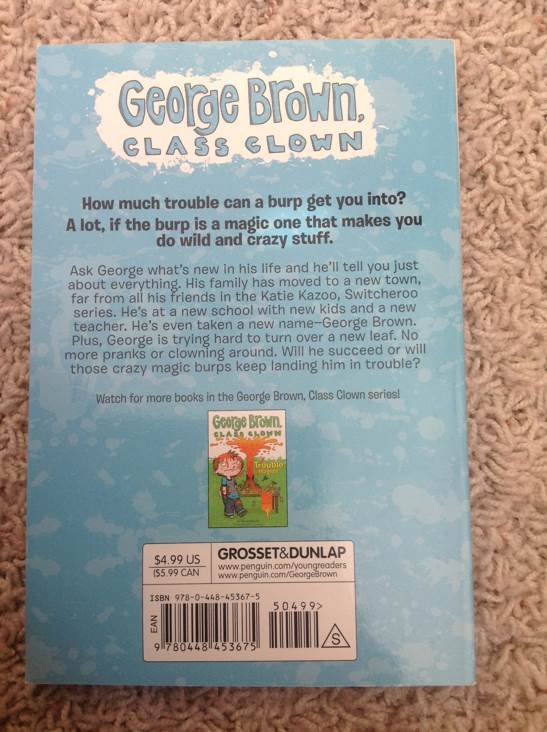 George Brown,
CLASS CLOWN
How much trouble can a burp get you into?
A lot, if the burp is a magic one that makes you
do wild and crazy stuff.
Ask George what's new in his life and he'll tell you just
about everything. His family has moved to a new town,
far from all his friends in the Katie Kazoo, Switcheroo
series. He's at a new school with new kids and a new
teacher. He's even taken a new name—George Brown.
Plus, George is trying hard to turn over a new leaf. No
more pranks or clowning around. Will he succeed or will
those crazy magic burps keep landing him in trouble?
Watch for more books in the George Brown, Class Clown series!
George Brown,
CLASS CLOWN
Trouble
Magnet
$4.99 US
($5.99 CAN)
GROSSET&DUNLAP
www.penguin.com/youngreaders
www.penguin.com/GeorgeBrown
ISBN 978-0-448-45367-5
50499>
EAN
9 780448 453675
S